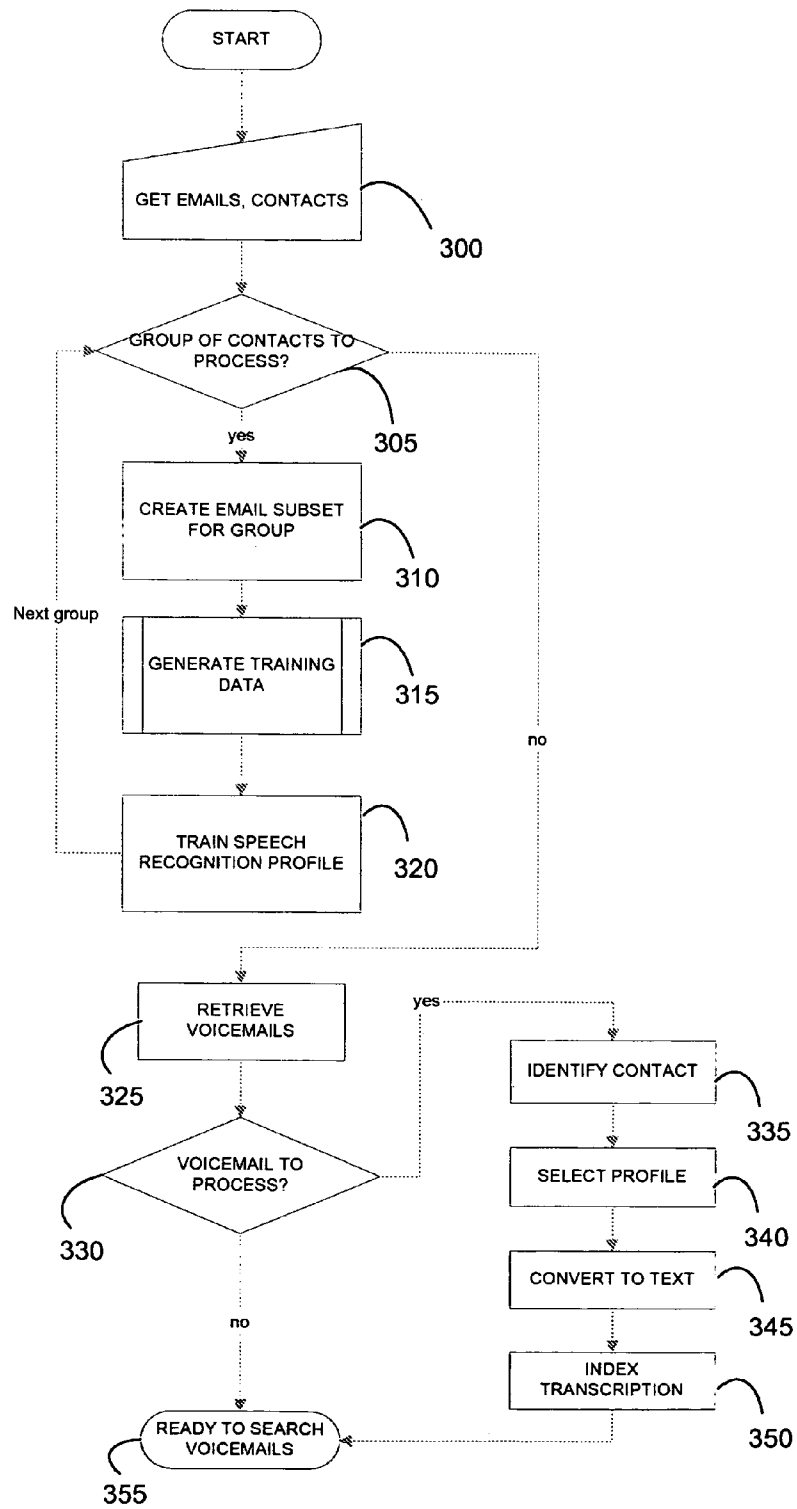 START
GET EMAILS, CONTACTS
300
GROUP OF CONTACTS TO
PROCESS?
305
yes
CREATE EMAIL SUBSET
FOR GROUP
310
Next group
GENERATE TRAINING
DATA
315
no
TRAIN SPEECH
RECOGNITION PROFILE
320
RETRIEVE
VOICEMAILS
325
yes
IDENTIFY CONTACT
335
VOICEMAIL TO
PROCESS?
330
SELECT PROFILE
340
CONVERT TO TEXT
345
no
INDEX
TRANSCRIPTION
350
READY TO SEARCH
VOICEMAILS
355